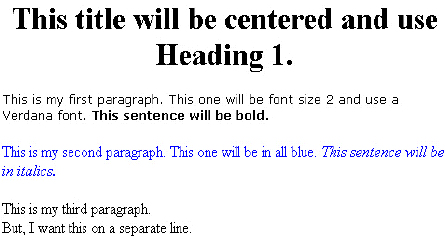 This title will be centered and use
Heading 1.
This is my first paragraph. This one will be font size 2 and use a
Verdana font. This sentence will be bold.
This is my second paragraph. This one will be in all blue. This sentence will be
in italics.
This is my third paragraph.
But, I want this on a separate line.